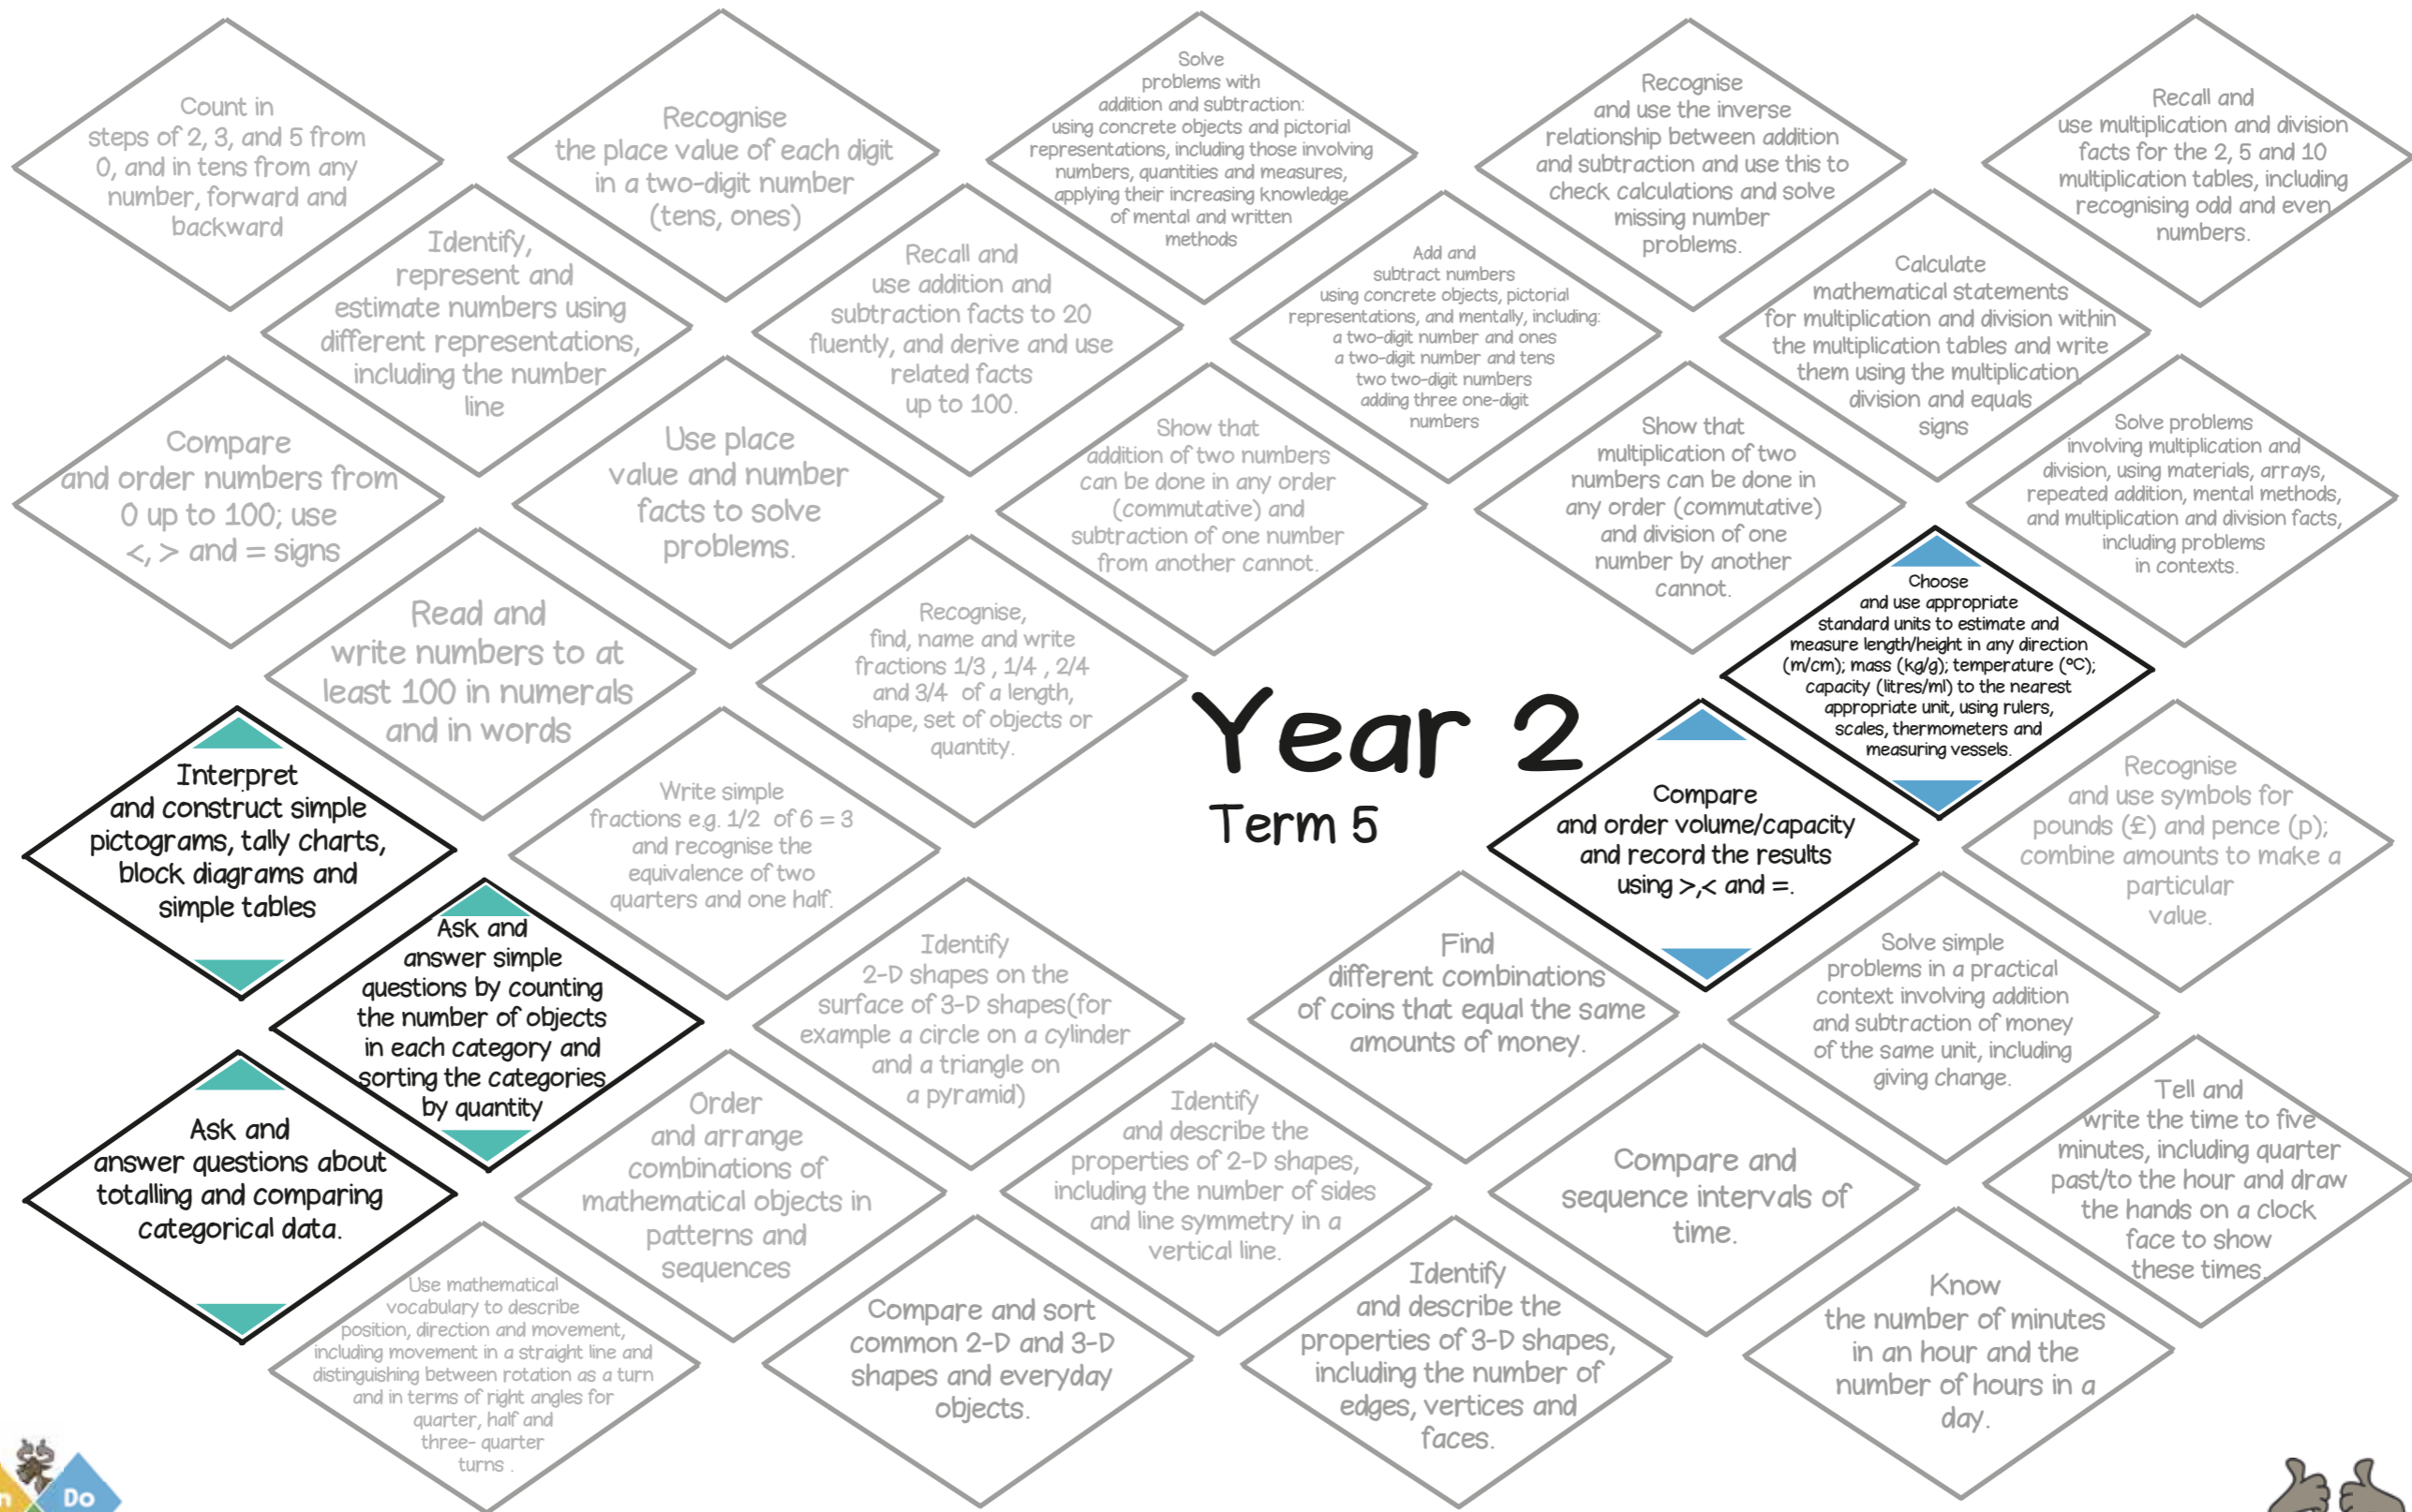 Count in
steps of 2, 3, and 5 from
0, and in tens from any
number, forward and
backward
Recognise
the place value of each digit
in a two-digit number
(tens, ones)
Solve
problems with
addition and subtraction:
using concrete objects and pictorial
representations, including those involving
numbers, quantities and measures,
applying their increasing knowledge
of mental and written
methods
Recognise
and use the inverse
relationship between addition
and subtraction and use this to
check calculations and solve
missing number
problems.
Recall and
use multiplication and division
facts for the 2, 5 and 10
multiplication tables, including
recognising odd and even
numbers.
Identify,
represent and
estimate numbers using
different representations,
including the number
line
Recall and
use addition and
subtraction facts to 20
fluently, and derive and use
related facts
up to 100.
Add and
subtract numbers
using concrete objects, pictorial
representations, and mentally, including:
a two-digit number and ones
a two-digit number and tens
two two-digit numbers
adding three one-digit
numbers
Calculate
mathematical statements
for multiplication and division within
the multiplication tables and write
them using the multiplication,
division and equals
signs
Compare
and order numbers from
0 up to 100; use
<, > and = signs
Use place
value and number
facts to solve
problems.
Show that
addition of two numbers
can be done in any order
(commutative) and
subtraction of one number
from another cannot.
Show that
multiplication of two
numbers can be done in
any order (commutative)
and division of one
number by another
cannot.
Solve problems
involving multiplication and
division, using materials, arrays,
repeated addition, mental methods,
and multiplication and division facts,
including problems
in contexts.
Read and
write numbers to at
least 100 in numerals
and in words
Recognise,
find, name and write
fractions 1/3 , 1/4 , 2/4
and 3/4 of a length,
shape, set of objects or
quantity.
Choose
and use appropriate
standard units to estimate and
measure length/height in any direction
(m/cm); mass (kg/g); temperature (°C);
capacity (litres/ml) to the nearest
appropriate unit, using rulers,
scales, thermometers and
measuring vessels.
Year 2
Term 5
Interpret
and construct simple
pictograms, tally charts,
block diagrams and
simple tables
Write simple
fractions e.g. 1/2 of 6 = 3
and recognise the
equivalence of two
quarters and one half.
Compare
and order volume/capacity
and record the results
using >,< and =.
Recognise
and use symbols for
pounds (£) and pence (p);
combine amounts to make a
particular
value.
Ask and
answer simple
questions by counting
the number of objects
in each category and
sorting the categories
by quantity
Identify
2-D shapes on the
surface of 3-D shapes(for
example a circle on a cylinder
and a triangle on
a pyramid)
Find
different combinations
of coins that equal the same
amounts of money.
Solve simple
problems in a practical
context involving addition
and subtraction of money
of the same unit, including
giving change.
Ask and
answer questions about
totalling and comparing
categorical data.
Order
and arrange
combinations of
mathematical objects in
patterns and
sequences
Identify
and describe the
properties of 2-D shapes,
including the number of sides
and line symmetry in a
vertical line.
Compare and
sequence intervals of
time.
Tell and
write the time to five
minutes, including quarter
past/to the hour and draw
the hands on a clock
face to show
these times.
Use mathematical
vocabulary to describe
position, direction and movement,
including movement in a straight line and
distinguishing between rotation as a turn
and in terms of right angles for
quarter, half and
three- quarter
turns .
Compare and sort
common 2-D and 3-D
shapes and everyday
objects.
Identify
and describe the
properties of 3-D shapes,
including the number of
edges, vertices and
faces.
Know
the number of minutes
in an hour and the
number of hours in a
day.
Do